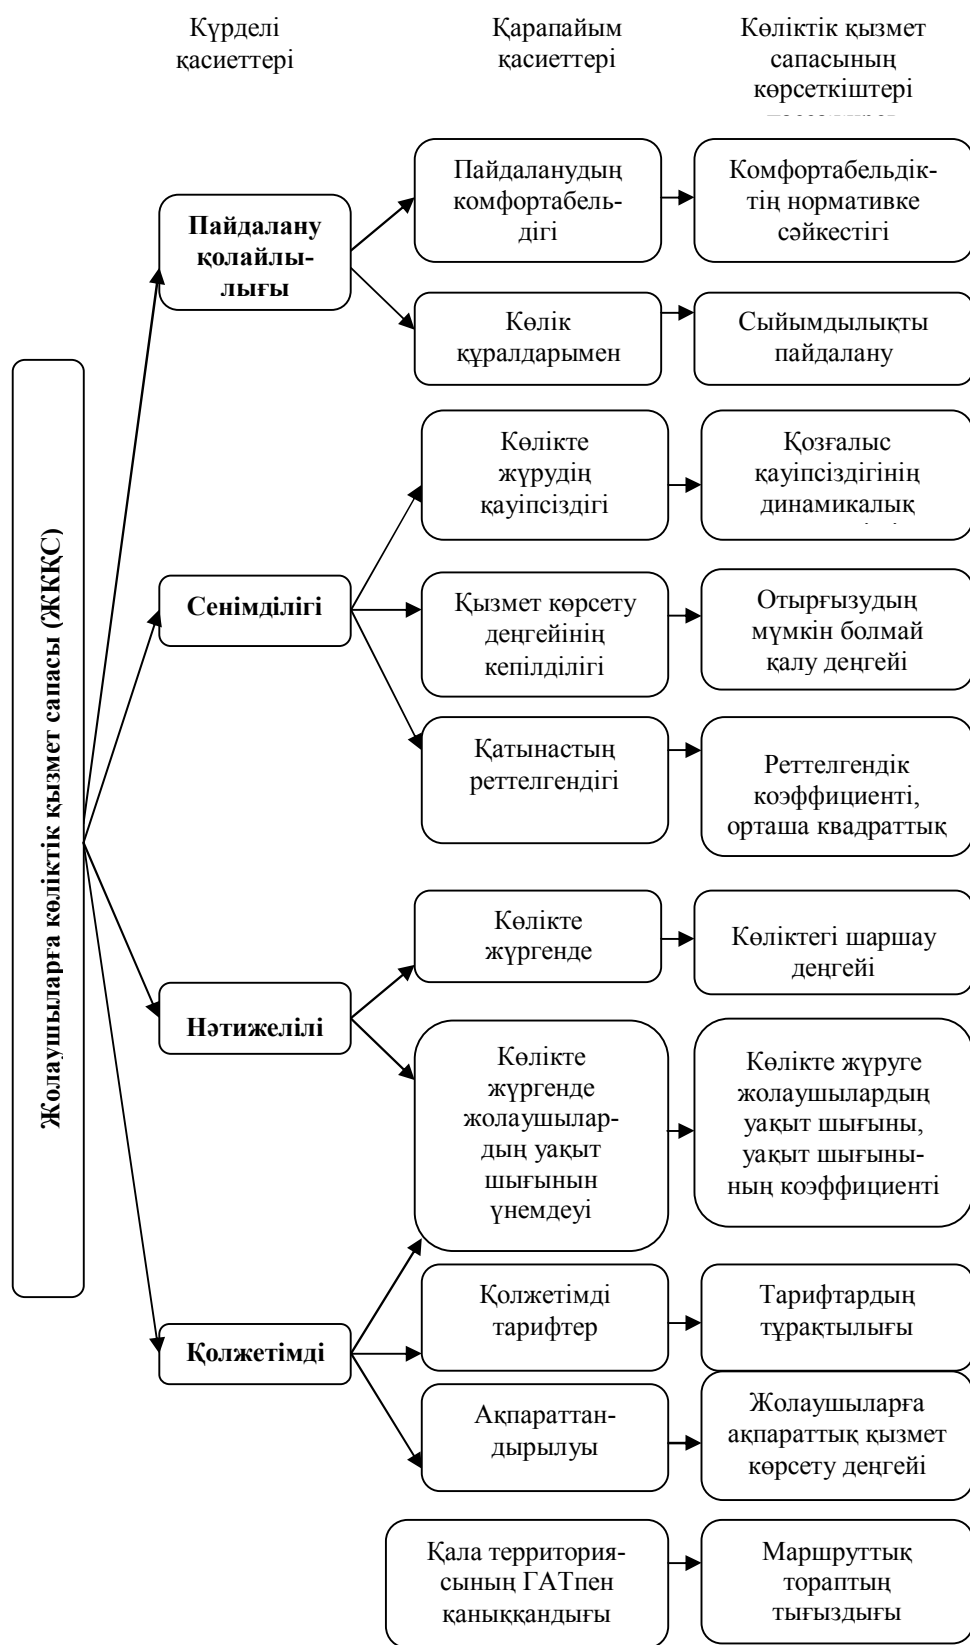 Күрделі
қасиеттері
Қарапайым
қасиеттері
Көліктік қызмет
сапасының
көрсеткіштері
Жолаушыларға көліктік қызмет сапасы (ЖККҚС)
Пайдалану
қолайлы-
лығы
Пайдаланудың
комфортабель-
дігі
Комфортабельдік-
тің нормативке
сәйкестігі
Көлік
құралдарымен
Сыйымдылықты
пайдалану
Сенімділігі
Көлікте
жүрудің
қауіпсіздігі
Қозғалыс
қауіпсіздігінің
динамикалық
Қызмет көрсету
деңгейінің
кепілділігі
Отырғызудың
мүмкін болмай
қалу деңгейі
Қатынастың
реттелгендігі
Реттелгендік
коэффициенті,
орташа квадраттық
Нәтижелілі
Көлікте
жүргенде
Көліктегі шаршау
деңгейі
Көлікте
жүргенде
жолаушылар-
дың уақыт
шығынын
үнемдеуі
Көлікте жүруге
жолаушылардың
уақыт шығыны,
уақыт шығыны-
ның коэффициенті
Қолжетімді
Қолжетімді
тарифтер
Тарифтардың
тұрақтылығы
Ақпараттан-
дырылуы
Жолаушыларға
ақпараттық қызмет
көрсету деңгейі
Қала территория-
сының ГАТпен
қаныққандығы
Маршруттық
тораптың
тығыздығы